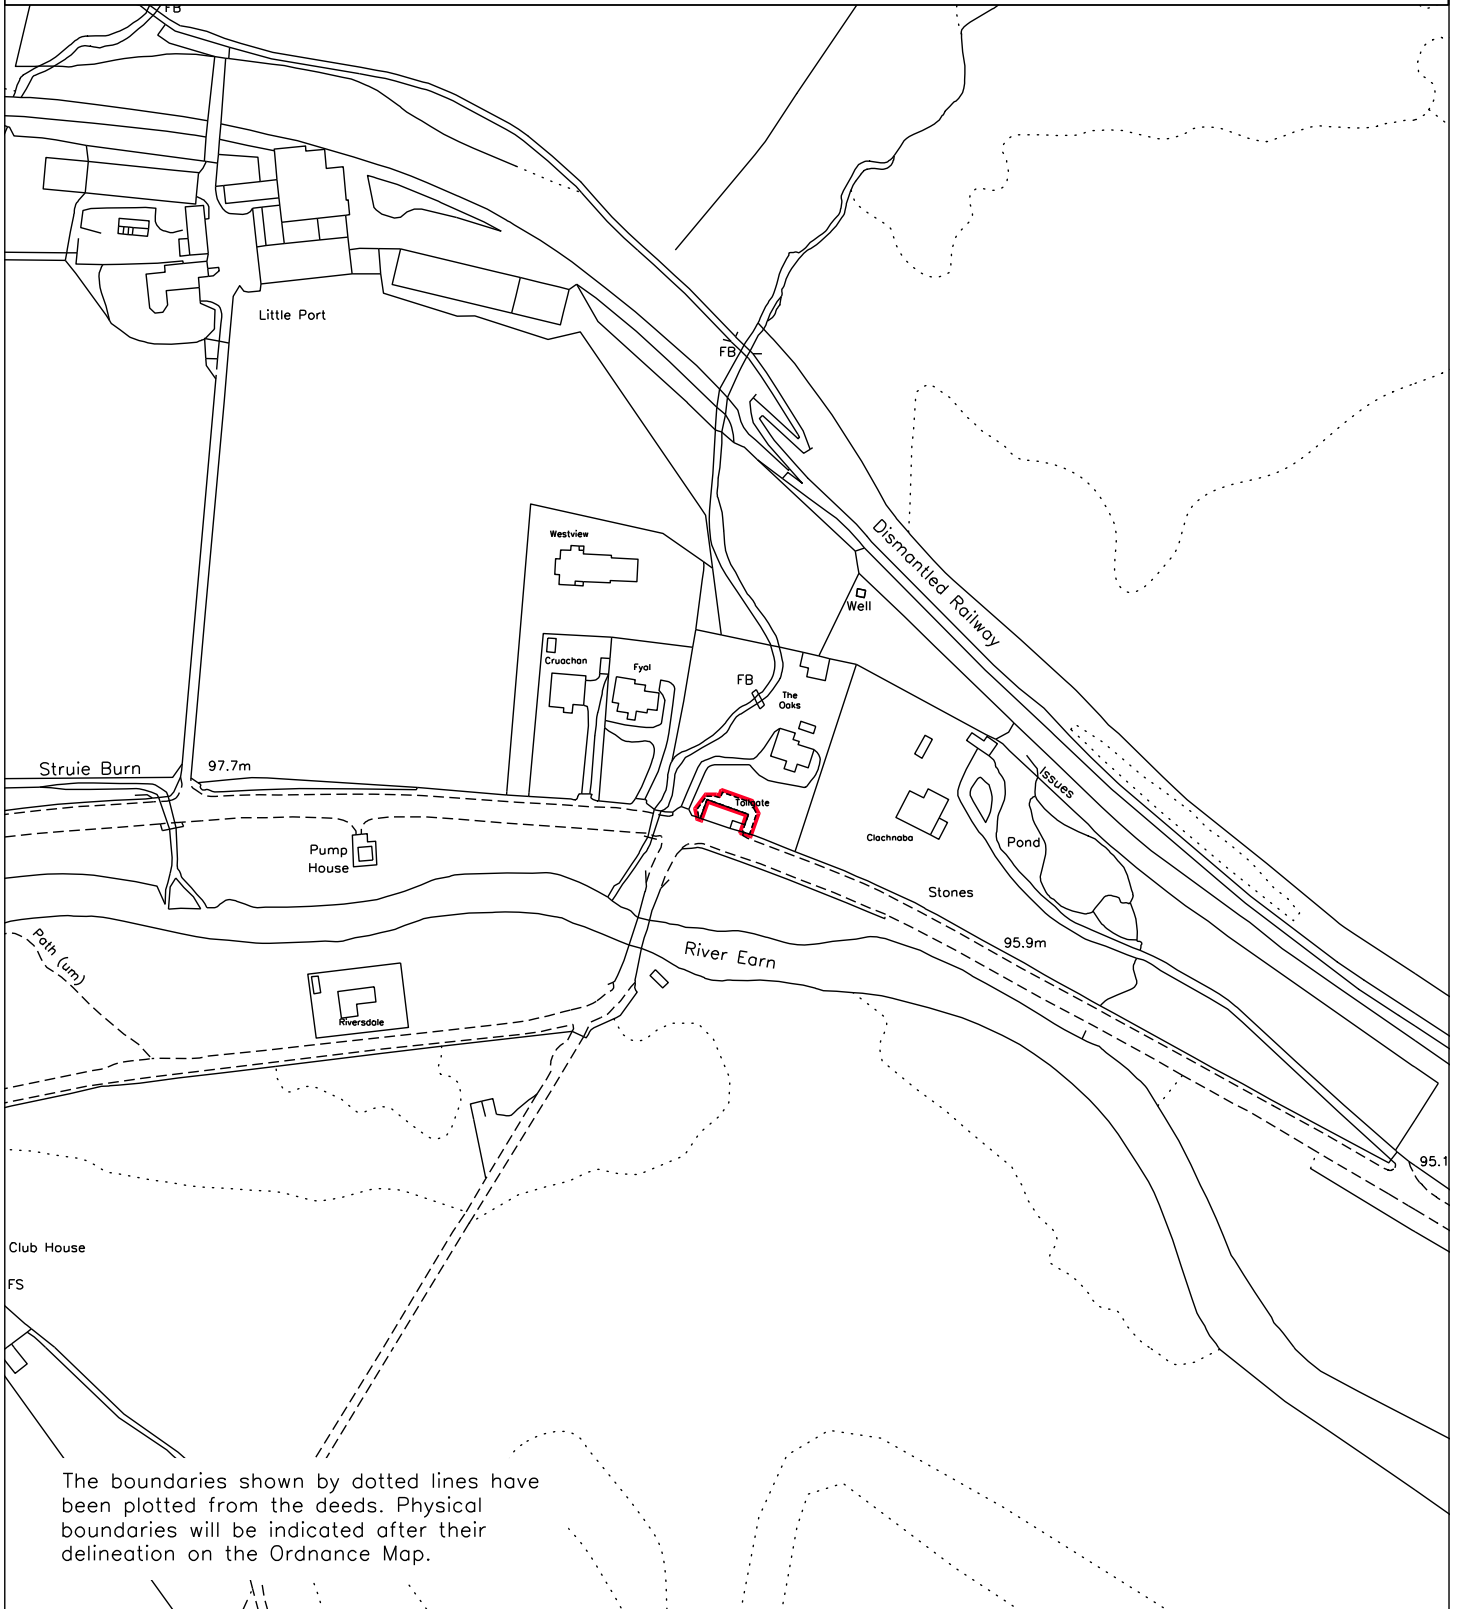 FB
Little Port
FB
Dismantled Railway
Westview
Well
Cruachan
Fyal
FB
The
Oaks
Struie Burn
97.7m
Issues
Tollgate
Clachnaba
Pond
Pump
House
Stones
Path (um)
River Earn
95.9m
Riversdale
95.1
Club House
FS
The boundaries shown by dotted lines have
been plotted from the deeds. Physical
boundaries will be indicated after their
delineation on the Ordnance Map.